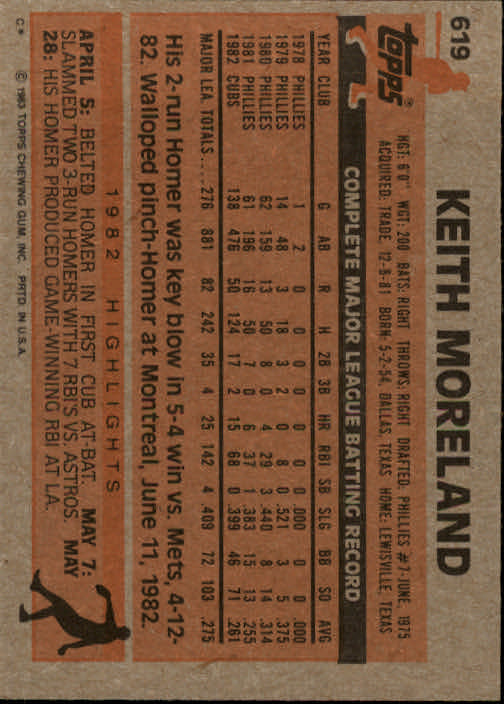 619
topps®
KEITH MORELAND
HGT: 6'0" WGT: 200 BATS: RIGHT THROWS: RIGHT DRAFTED: PHILLIES #7-JUNE, 1975
ACQUIRED: TRADE, 12-8-81 BORN: 5-2-54, DALLAS, TEXAS HOME: LEWISVILLE, TEXAS
COMPLETE MAJOR LEAGUE BATTING RECORD
YEAR CLUB G AB R H 2B 3B HR RBI SB SLG BB SO AVG
1978 PHILLIES 1 2 0 0 0 0 0 0 0 .000 0 0 .000
1979 PHILLIES 14 48 3 18 3 2 0 8 0 .521 3 5 .375
1980 PHILLIES 62 159 13 50 8 0 4 29 3 .440 8 14 .314
1981 PHILLIES 61 196 16 50 7 0 6 37 1 .383 15 13 .255
1982 CUBS 138 476 50 124 17 2 15 68 0 .399 46 71 .261
MAJOR LEA. TOTALS .... 276 881 82 242 35 4 25 142 4 .409 72 103 .275
His 2-run Homer was key blow in 5-4 win vs. Mets, 4-12-
82. Walloped pinch-Homer at Montreal, June 11, 1982.
1982 HIGHLIGHTS
APRIL 5: BELTED HOMER IN FIRST CUB AT-BAT. MAY 7:
SLAMMED TWO 3-RUN HOMERS WITH 7 RBI'S VS. ASTROS. MAY
28: HIS HOMER PRODUCED GAME-WINNING RBI AT L.A.
C* © 1983 TOPPS CHEWING GUM, INC. PRTD. IN U.S.A.